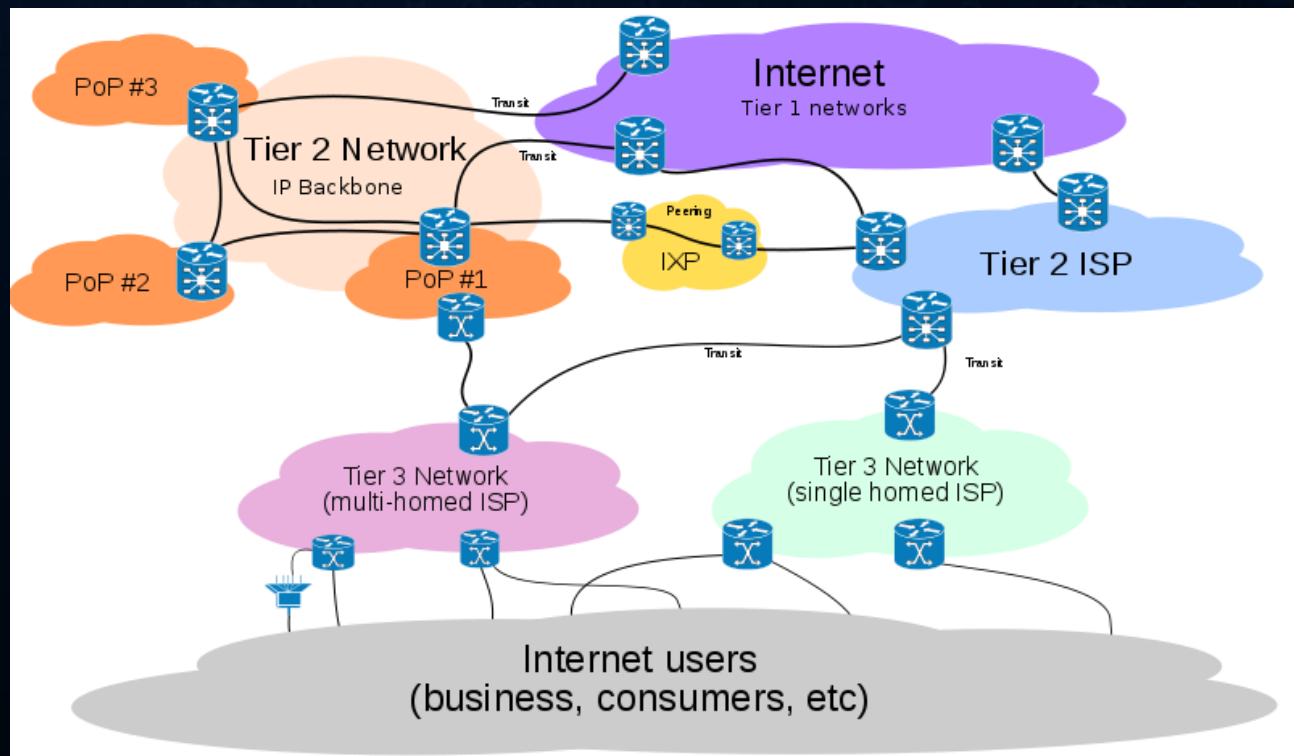 PoP #3
Internet
Tier 1 networks
Transit
Tier 2 Network
IP Backbone
Transit
Peering
IXP
PoP #2
PoP #1
Tier 2 ISP
Transit
Transit
Tier 3 Network
(multi-homed ISP)
Tier 3 Network
(single homed ISP)
Internet users
(business, consumers, etc)